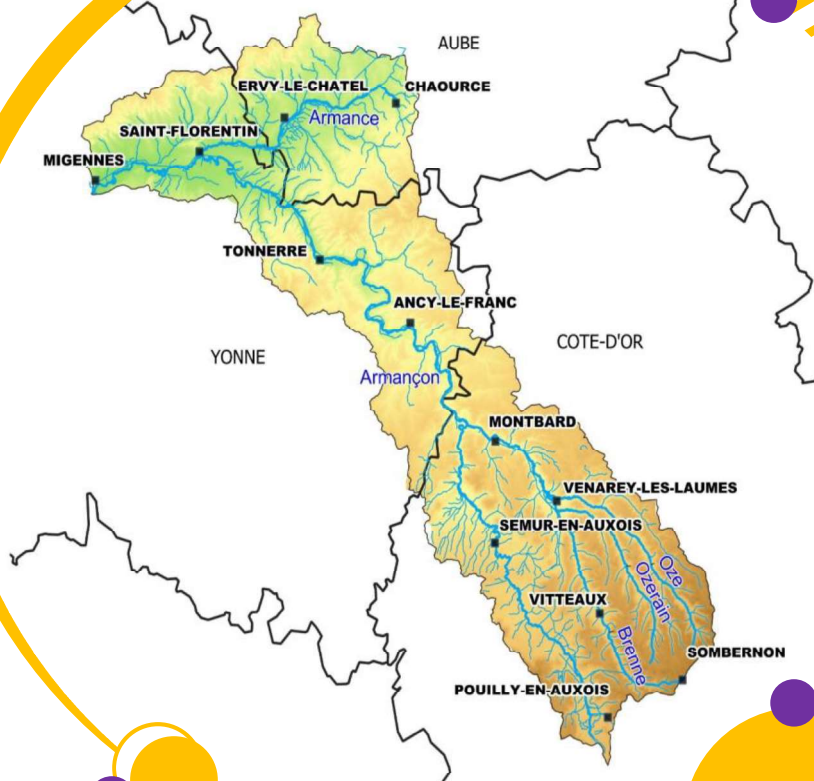 AUBE
ERVY-LE-CHATEL
CHAOURCE
Armance
SAINT-FLORENTIN
MIGENNES
TONNERRE
ANCY-LE-FRANC
YONNE
COTE-D'OR
Armançon
MONTBARD
VENAREY-LES-LAUMES
SEMUR-EN-AUXOIS
Oze
Ozerain
VITTEAUX
Brenne
SOMBERNON
POUILLY-EN-AUXOIS